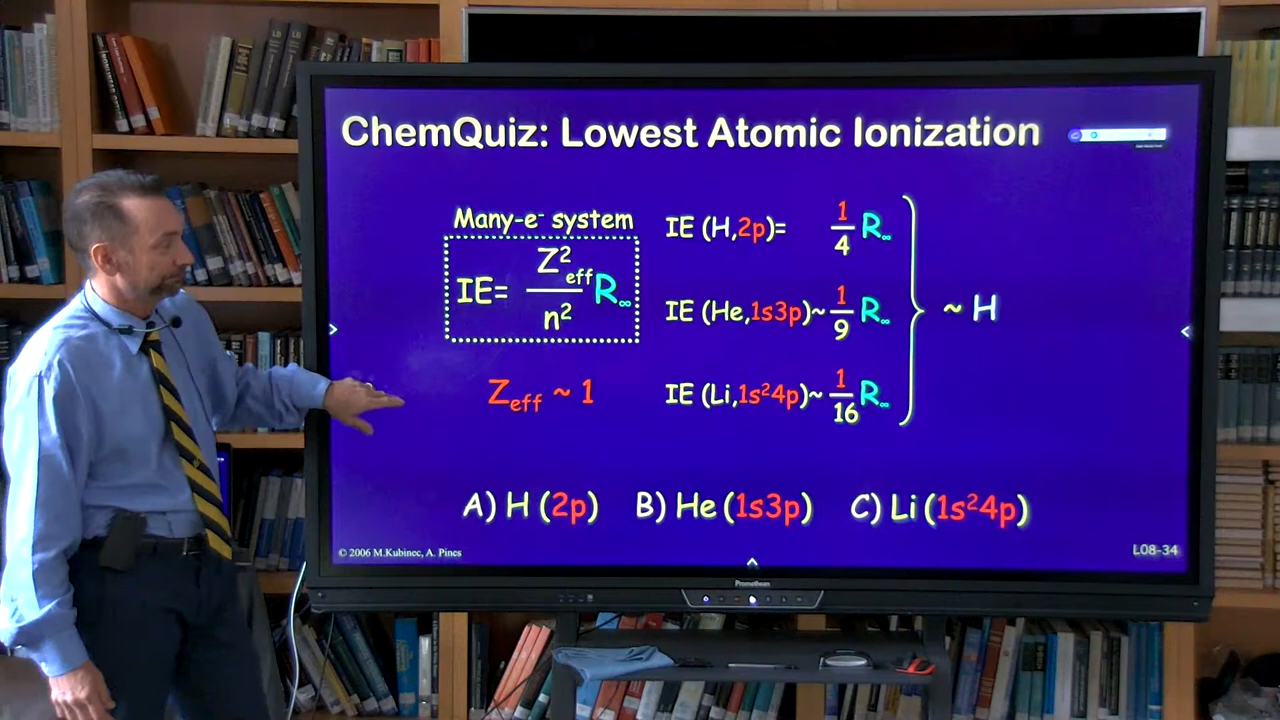 ChemQuiz: Lowest Atomic Ionization
Many-e⁻ system
IE= Z²eff/n² R∞
Zeff ~ 1
IE (H,2p)= 1/4 R∞
IE (He,1s3p)~ 1/9 R∞
IE (Li,1s²4p)~ 1/16 R∞
~ H
A) H (2p) B) He (1s3p) C) Li (1s²4p)
© 2006 M.Kubinec, A. Pines
L08-34
Promethean